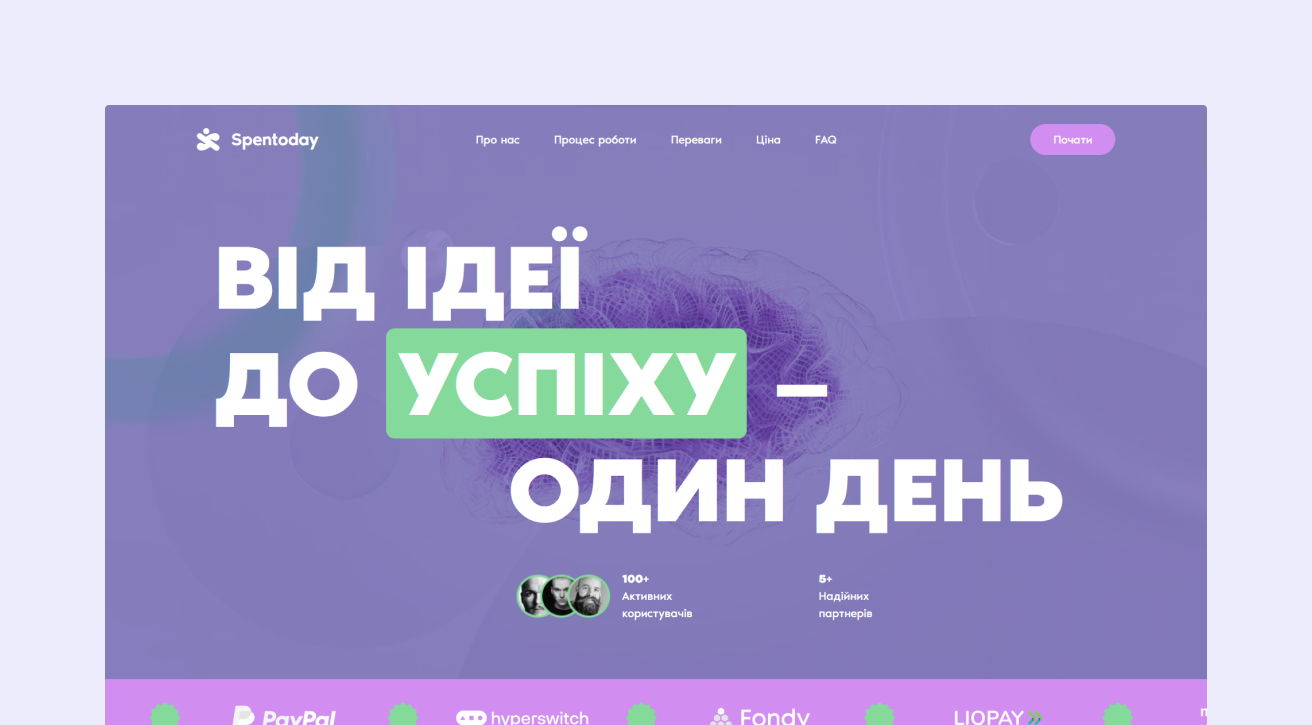 Spentoday
Про нас
Процес роботи
Переваги
Ціна
FAQ
Почати
ВІД ІДЕЇ
ДО УСПІХУ –
ОДИН ДЕНЬ
100+
Активних
користувачів
5+
Надійних
партнерів
PayPal
hyperswitch
Fondy
LIQPAY